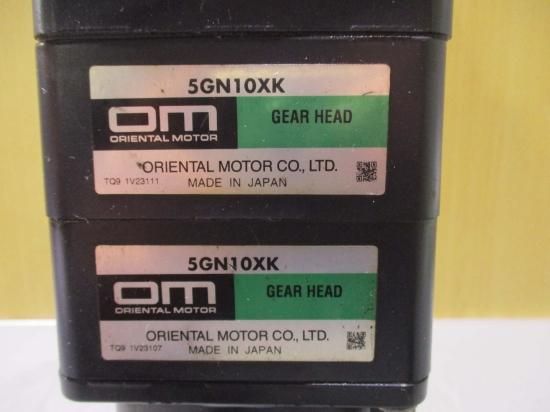 5GN10XK
OM
ORIENTAL MOTOR
GEAR HEAD
ORIENTAL MOTOR CO., LTD.
TQ9 1V23111
MADE IN JAPAN
5GN10XK
OM
ORIENTAL MOTOR
GEAR HEAD
ORIENTAL MOTOR CO., LTD.
TQ9 1V23107
MADE IN JAPAN